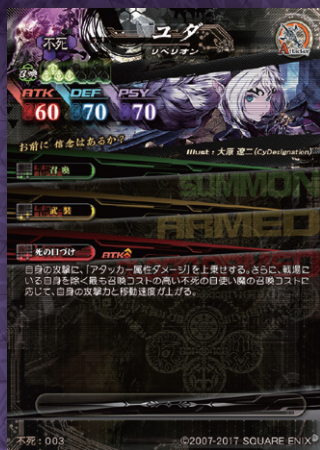 不死
ユダ
リベリオン
Attacker
召喚
ATK DEF PSY
60 70 70
お前に 信念はあるか?
Illust:大原 遼二(CyDesignation)
召喚
SUMMON
武装
ARMED
死の口づけ ATK
自身の攻撃に、「アタッカー属性ダメージ」を上乗せする。さらに、戦場に
いる自身を除く最も召喚コストの高い不死の自使い魔の召喚コストに
応じて、自身の攻撃力と移動速度が上がる。
不死:003
©2007-2017 SQUARE ENIX